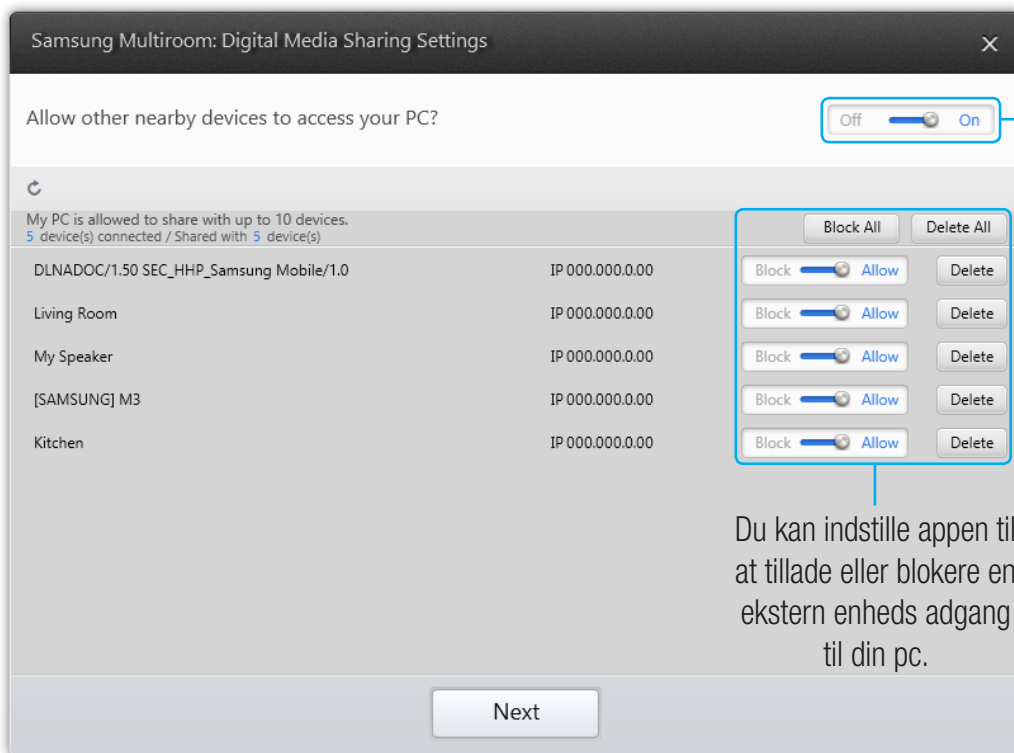 Samsung Multiroom: Digital Media Sharing Settings
Allow other nearby devices to access your PC?
Off On
My PC is allowed to share with up to 10 devices.
5 device(s) connected / Shared with 5 device(s)
Block All Delete All
DLNADOC/1.50 SEC_HHP_Samsung Mobile/1.0 IP 000.000.0.00 Block Allow Delete
Living Room IP 000.000.0.00 Block Allow Delete
My Speaker IP 000.000.0.00 Block Allow Delete
[SAMSUNG] M3 IP 000.000.0.00 Block Allow Delete
Kitchen IP 000.000.0.00 Block Allow Delete
Du kan indstille appen til
at tillade eller blokere en
ekstern enheds adgang
til din pc.
Next